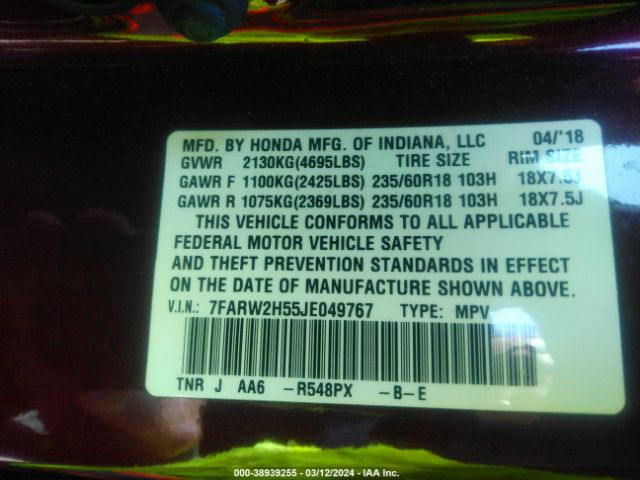 MFD. BY HONDA MFG. OF INDIANA, LLC 04/'18
GVWR 2130KG(4695LBS) TIRE SIZE RIM SIZE
GAWR F 1100KG(2425LBS) 235/60R18 103H 18X7.5J
GAWR R 1075KG(2369LBS) 235/60R18 103H 18X7.5J
THIS VEHICLE CONFORMS TO ALL APPLICABLE
FEDERAL MOTOR VEHICLE SAFETY
AND THEFT PREVENTION STANDARDS IN EFFECT
ON THE DATE OF MANUFACTURE SHOWN ABOVE.
V.I.N.: 7FARW2H55JE049767 TYPE: MPV
TNR J AA6 -R548PX -B-E
000-38939255 - 03/12/2024 - IAA Inc.